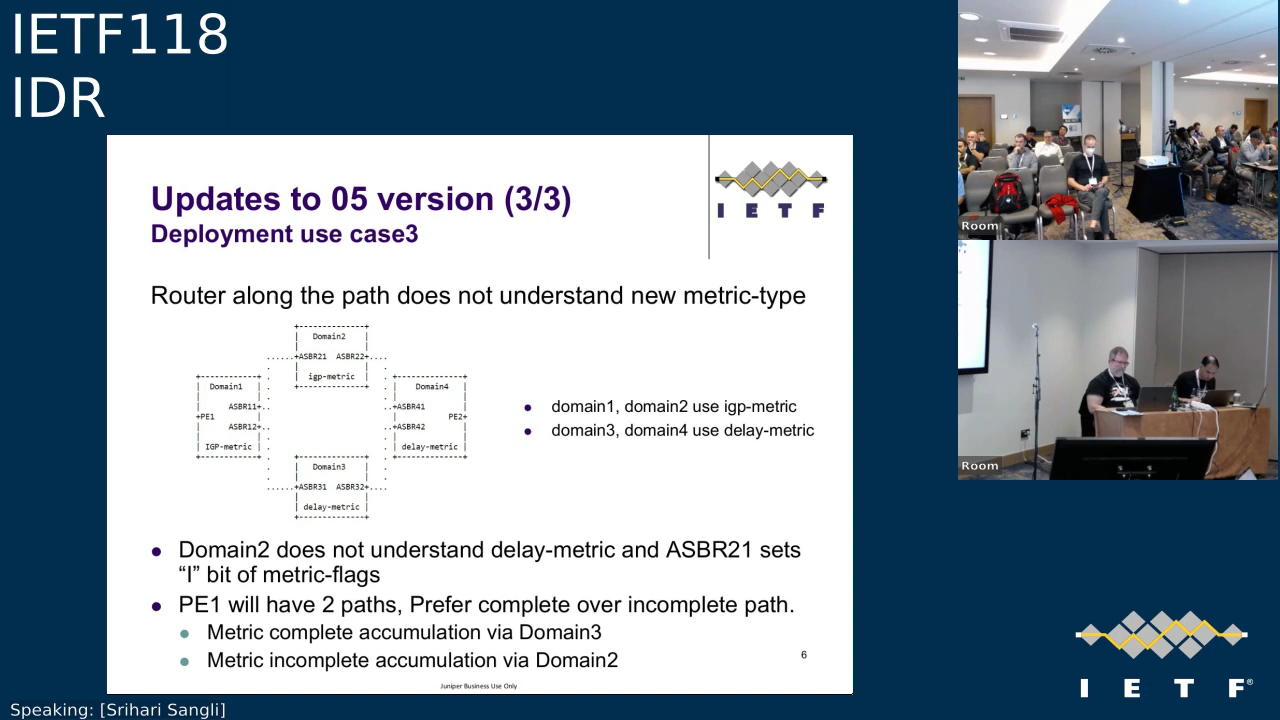 IETF118
IDR
Updates to 05 version (3/3)
Deployment use case3
I E T F
Router along the path does not understand new metric-type
Domain2
ASBR21 ASBR22
igp-metric
Domain1
ASBR11
PE1
ASBR12
IGP-metric
Domain4
ASBR41
PE2
ASBR42
delay-metric
Domain3
ASBR31 ASBR32
delay-metric
domain1, domain2 use igp-metric
domain3, domain4 use delay-metric
Domain2 does not understand delay-metric and ASBR21 sets
“I” bit of metric-flags
PE1 will have 2 paths, Prefer complete over incomplete path.
Metric complete accumulation via Domain3
Metric incomplete accumulation via Domain2
6
Juniper Business Use Only
Room
Room
I E T F®
Speaking: [Srihari Sangli]